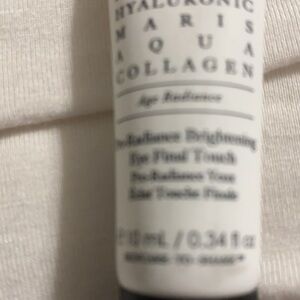 HYALURONIC
MARIS
AQUA
COLLAGEN
Age Radiance
Pro-Radiance Brightening
Eye Final Touch
Pro-Radiance Yeux
Éclat Touche Finale
10 mL / 0.34 fl oz